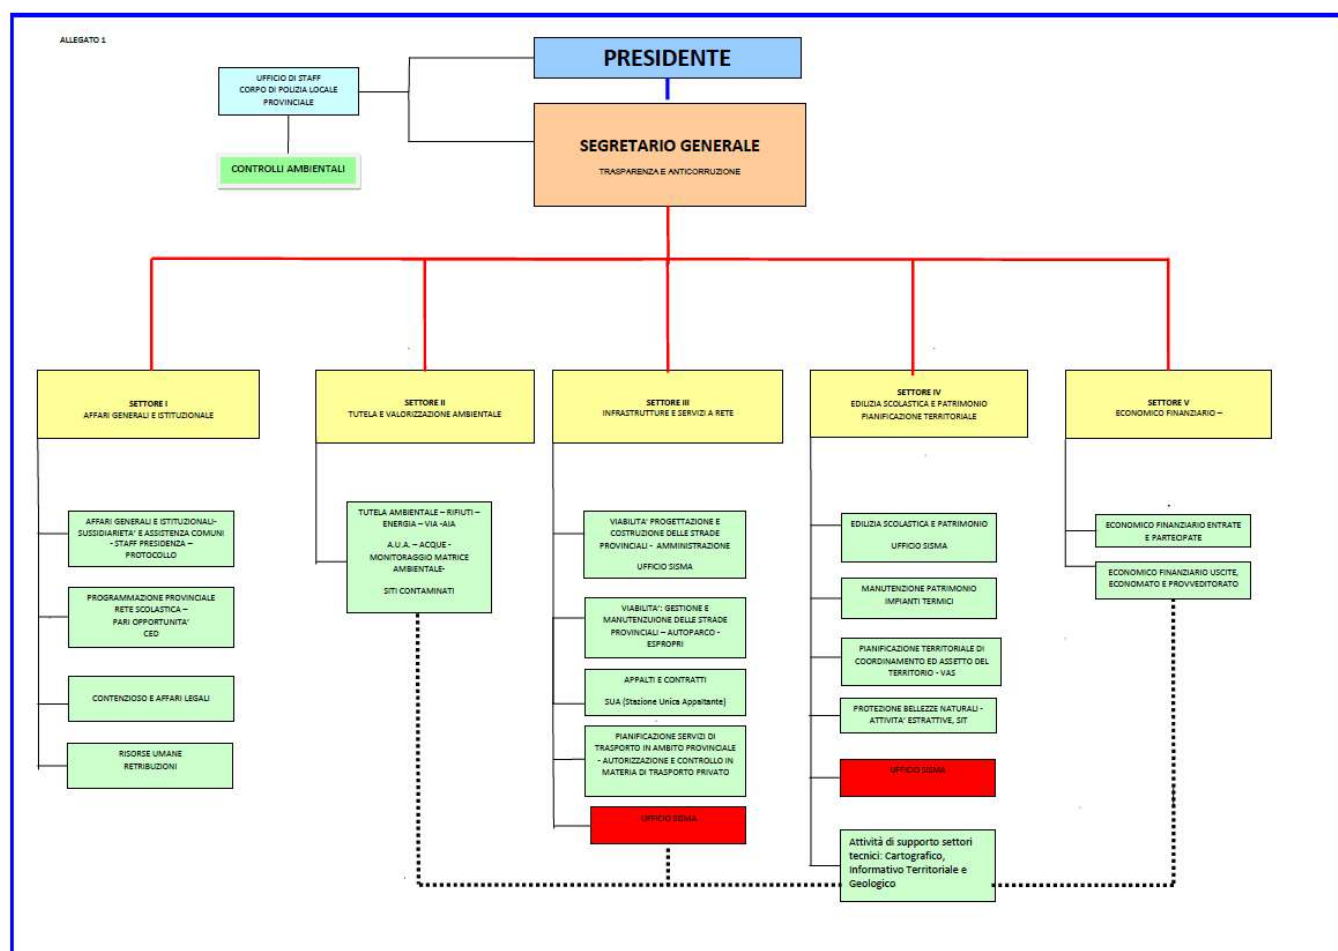 ALLEGATO 1
PRESIDENTE
UFFICIO DI STAFF
CORPO DI POLIZIA LOCALE
PROVINCIALE
SEGRETARIO GENERALE
TRASPARENZA E ANTICORRUZIONE
CONTROLLI AMBIENTALI
SETTORE I
AFFARI GENERALI E ISTITUZIONALE
SETTORE II
TUTELA E VALORIZZAZIONE AMBIENTALE
SETTORE III
INFRASTRUTTURE E SERVIZI A RETE
SETTORE IV
EDILIZIA SCOLASTICA E PATRIMONIO
PIANIFICAZIONE TERRITORIALE
SETTORE V
ECONOMICO FINANZIARIO –
AFFARI GENERALI E ISTITUZIONALI-
SUSSIDIARIETA' E ASSISTENZA COMUNI
- STAFF PRESIDENZA –
PROTOCOLLO
PROGRAMMAZIONE PROVINCIALE
RETE SCOLASTICA –
PARI OPPORTUNITA'
CED
CONTENZIOSO E AFFARI LEGALI
RISORSE UMANE
RETRIBUZIONI
TUTELA AMBIENTALE – RIFIUTI –
ENERGIA – VIA -AIA
A.U.A. – ACQUE -
MONITORAGGIO MATRICE
AMBIENTALE-
SITI CONTAMINATI
VIABILITA' PROGETTAZIONE E
COSTRUZIONE DELLE STRADE
PROVINCIALI - AMMINISTRAZIONE
UFFICIO SISMA
VIABILITA': GESTIONE E
MANUTENZUIONE DELLE STRADE
PROVINCIALI – AUTOPARCO -
ESPROPRI
APPALTI E CONTRATTI
SUA (Stazione Unica Appaltante)
PIANIFICAZIONE SERVIZI DI
TRASPORTO IN AMBITO PROVINCIALE
- AUTORIZZAZIONE E CONTROLLO IN
MATERIA DI TRASPORTO PRIVATO
UFFICIO SISMA
EDILIZIA SCOLASTICA E PATRIMONIO
UFFICIO SISMA
MANUTENZIONE PATRIMONIO
IMPIANTI TERMICI
PIANIFICAZIONE TERRITORIALE DI
COORDINAMENTO ED ASSETTO DEL
TERRITORIO - VAS
PROTEZIONE BELLEZZE NATURALI -
ATTIVITA' ESTRATTIVE, SIT
UFFICIO SISMA
Attività di supporto settori
tecnici: Cartografico,
Informativo Territoriale e
Geologico
ECONOMICO FINANZIARIO ENTRATE
E PARTECIPATE
ECONOMICO FINANZIARIO USCITE,
ECONOMATO E PROVVEDITORATO